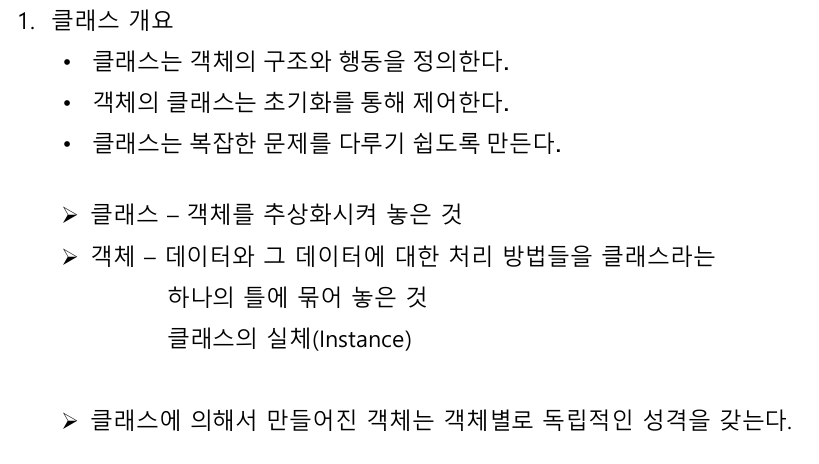 1. 클래스 개요
• 클래스는 객체의 구조와 행동을 정의한다.
• 객체의 클래스는 초기화를 통해 제어한다.
• 클래스는 복잡한 문제를 다루기 쉽도록 만든다.
➢ 클래스 – 객체를 추상화시켜 놓은 것
➢ 객체 – 데이터와 그 데이터에 대한 처리 방법들을 클래스라는
하나의 틀에 묶어 놓은 것
클래스의 실체(Instance)
➢ 클래스에 의해서 만들어진 객체는 객체별로 독립적인 성격을 갖는다.